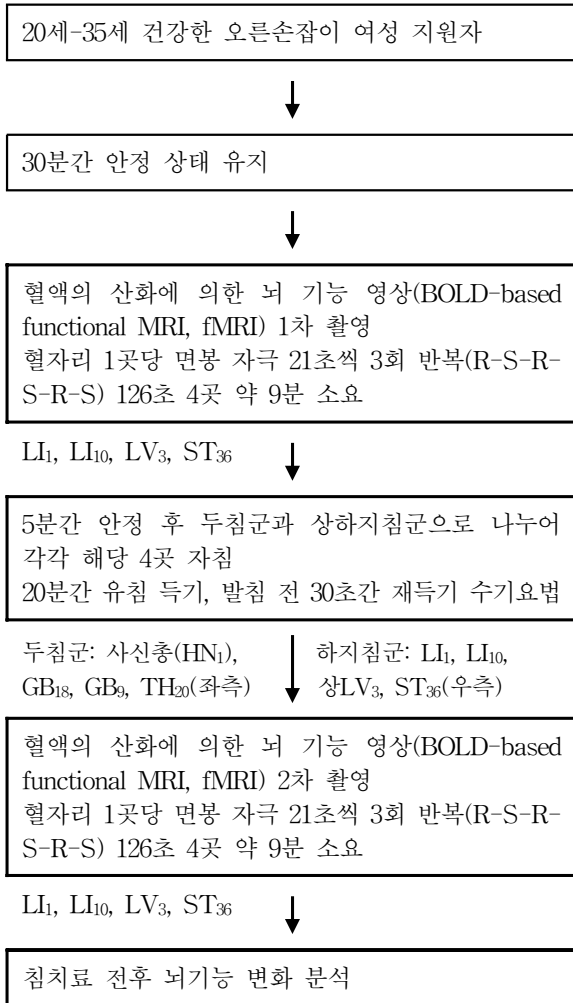 20세-35세 건강한 오른손잡이 여성 지원자
30분간 안정 상태 유지
혈액의 산화에 의한 뇌 기능 영상(BOLD-based
functional MRI, fMRI) 1차 촬영
혈자리 1곳당 면봉 자극 21초씩 3회 반복(R-S-R-
S-R-S) 126초 4곳 약 9분 소요
LI₁, LI₁₀, LV₃, ST₃₆
5분간 안정 후 두침군과 상하지침군으로 나누어
각각 해당 4곳 자침
20분간 유침 득기, 발침 전 30초간 재득기 수기요법
두침군: 사신총(HN₁),
GB₁₈, GB₉, TH₂₀(좌측)
하지침군: LI₁, LI₁₀,
상LV₃, ST₃₆(우측)
혈액의 산화에 의한 뇌 기능 영상(BOLD-based
functional MRI, fMRI) 2차 촬영
혈자리 1곳당 면봉 자극 21초씩 3회 반복(R-S-R-
S-R-S) 126초 4곳 약 9분 소요
LI₁, LI₁₀, LV₃, ST₃₆
침치료 전후 뇌기능 변화 분석